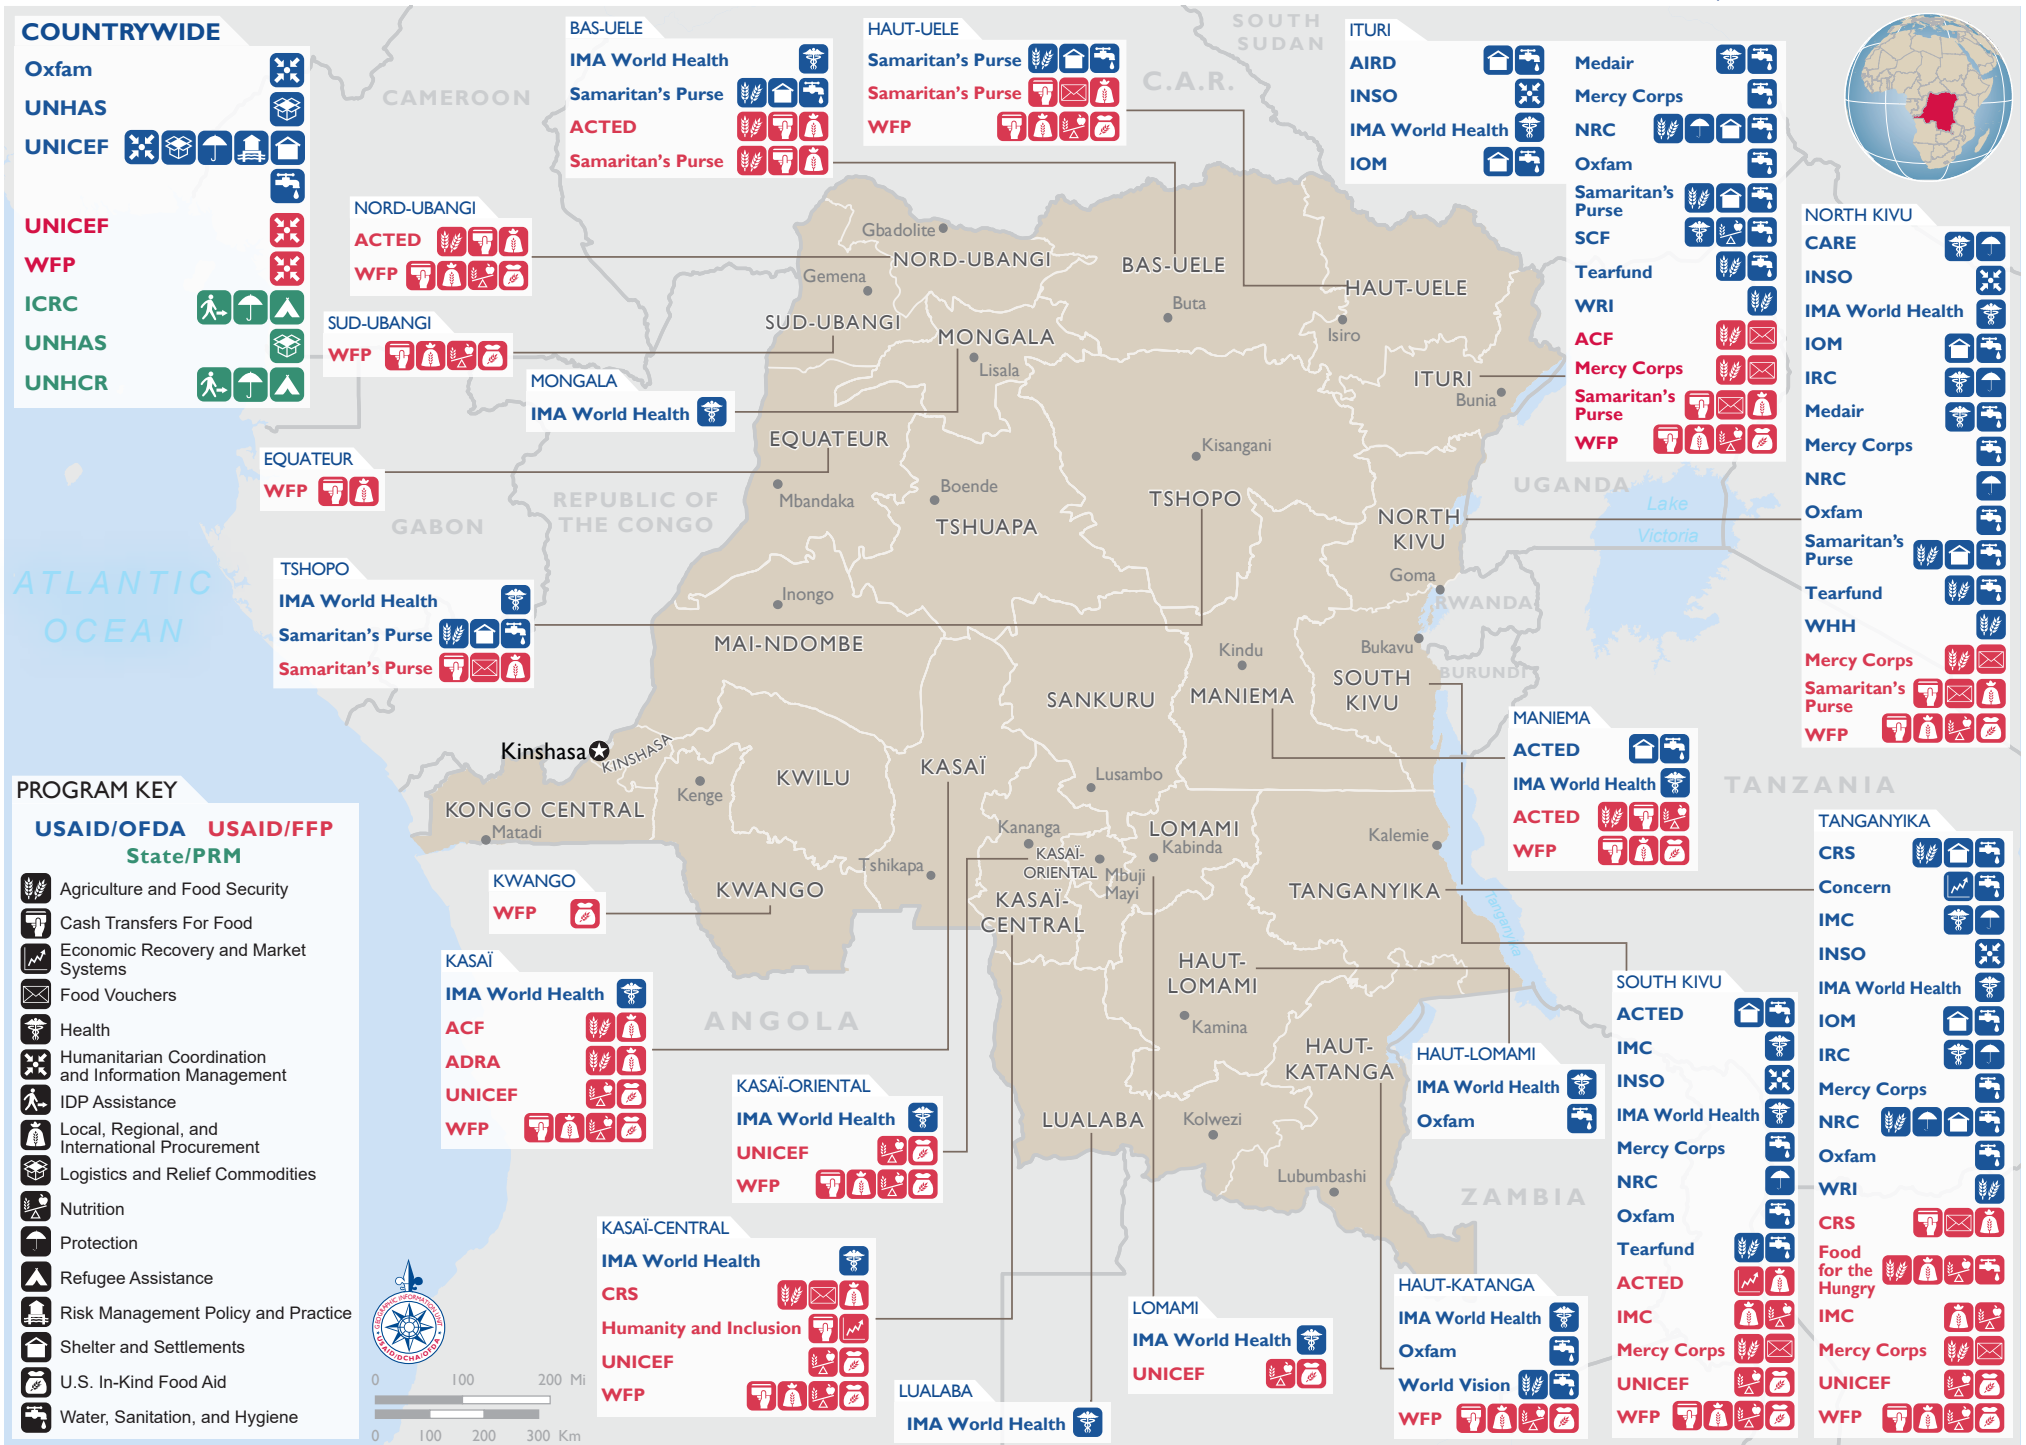 COUNTRYWIDE
Oxfam
UNHAS
UNICEF
UNICEF
WFP
ICRC
UNHAS
UNHCR
BAS-UELE
IMA World Health
Samaritan's Purse
ACTED
Samaritan's Purse
HAUT-UELE
Samaritan's Purse
Samaritan's Purse
WFP
ITURI
AIRD
INSO
IMA World Health
IOM
Medair
Mercy Corps
NRC
Oxfam
Samaritan's
Purse
SCF
Tearfund
WRI
ACF
Mercy Corps
Samaritan's
Purse
WFP
NORTH KIVU
CARE
INSO
IMA World Health
IOM
IRC
Medair
Mercy Corps
NRC
Oxfam
Samaritan's
Purse
Tearfund
WHH
Mercy Corps
Samaritan's
Purse
WFP
NORD-UBANGI
ACTED
WFP
SUD-UBANGI
WFP
MONGALA
IMA World Health
EQUATEUR
WFP
TSHOPO
IMA World Health
Samaritan's Purse
Samaritan's Purse
MANIEMA
ACTED
IMA World Health
ACTED
WFP
TANGANYIKA
CRS
Concern
IMC
INSO
IMA World Health
IOM
IRC
Mercy Corps
NRC
Oxfam
WRI
CRS
Food
for the
Hungry
IMC
Mercy Corps
UNICEF
WFP
SOUTH KIVU
ACTED
IMC
INSO
IMA World Health
Mercy Corps
NRC
Oxfam
Tearfund
ACTED
IMC
Mercy Corps
UNICEF
WFP
KWANGO
WFP
KASAÏ
IMA World Health
ACF
ADRA
UNICEF
WFP
KASAÏ-ORIENTAL
IMA World Health
UNICEF
WFP
KASAÏ-CENTRAL
IMA World Health
CRS
Humanity and Inclusion
UNICEF
WFP
LUALABA
IMA World Health
LOMAMI
IMA World Health
UNICEF
HAUT-LOMAMI
IMA World Health
Oxfam
HAUT-KATANGA
IMA World Health
Oxfam
World Vision
WFP
PROGRAM KEY
USAID/OFDA USAID/FFP
State/PRM
Agriculture and Food Security
Cash Transfers For Food
Economic Recovery and Market
Systems
Food Vouchers
Health
Humanitarian Coordination
and Information Management
IDP Assistance
Local, Regional, and
International Procurement
Logistics and Relief Commodities
Nutrition
Protection
Refugee Assistance
Risk Management Policy and Practice
Shelter and Settlements
U.S. In-Kind Food Aid
Water, Sanitation, and Hygiene
GEOGRAPHIC INFORMATION UNIT
USAID/DCHA/OFDA
0 100 200 Mi
0 100 200 300 Km
SOUTH
SUDAN
CAMEROON
C.A.R.
GABON
REPUBLIC OF
THE CONGO
UGANDA
Lake
Victoria
RWANDA
BURUNDI
TANZANIA
Tanganyika
ANGOLA
ZAMBIA
ATLANTIC
OCEAN
Gbadolite
NORD-UBANGI
BAS-UELE
Gemena
HAUT-UELE
Buta
SUD-UBANGI
MONGALA
Isiro
Lisala
ITURI
Bunia
EQUATEUR
Kisangani
Mbandaka
Boende
TSHOPO
TSHUAPA
NORTH
KIVU
Goma
Inongo
MAI-NDOMBE
Kindu
Bukavu
SANKURU
MANIEMA
SOUTH
KIVU
Kinshasa
KINSHASA
KWILU
KASAÏ
Lusambo
Kenge
KONGO CENTRAL
Matadi
Kananga
LOMAMI
Kabinda
Kalemie
KASAÏ-
ORIENTAL
Tshikapa
Mbuji
Mayi
KWANGO
TANGANYIKA
KASAÏ-
CENTRAL
HAUT-
LOMAMI
Kamina
HAUT-
KATANGA
LUALABA
Kolwezi
Lubumbashi